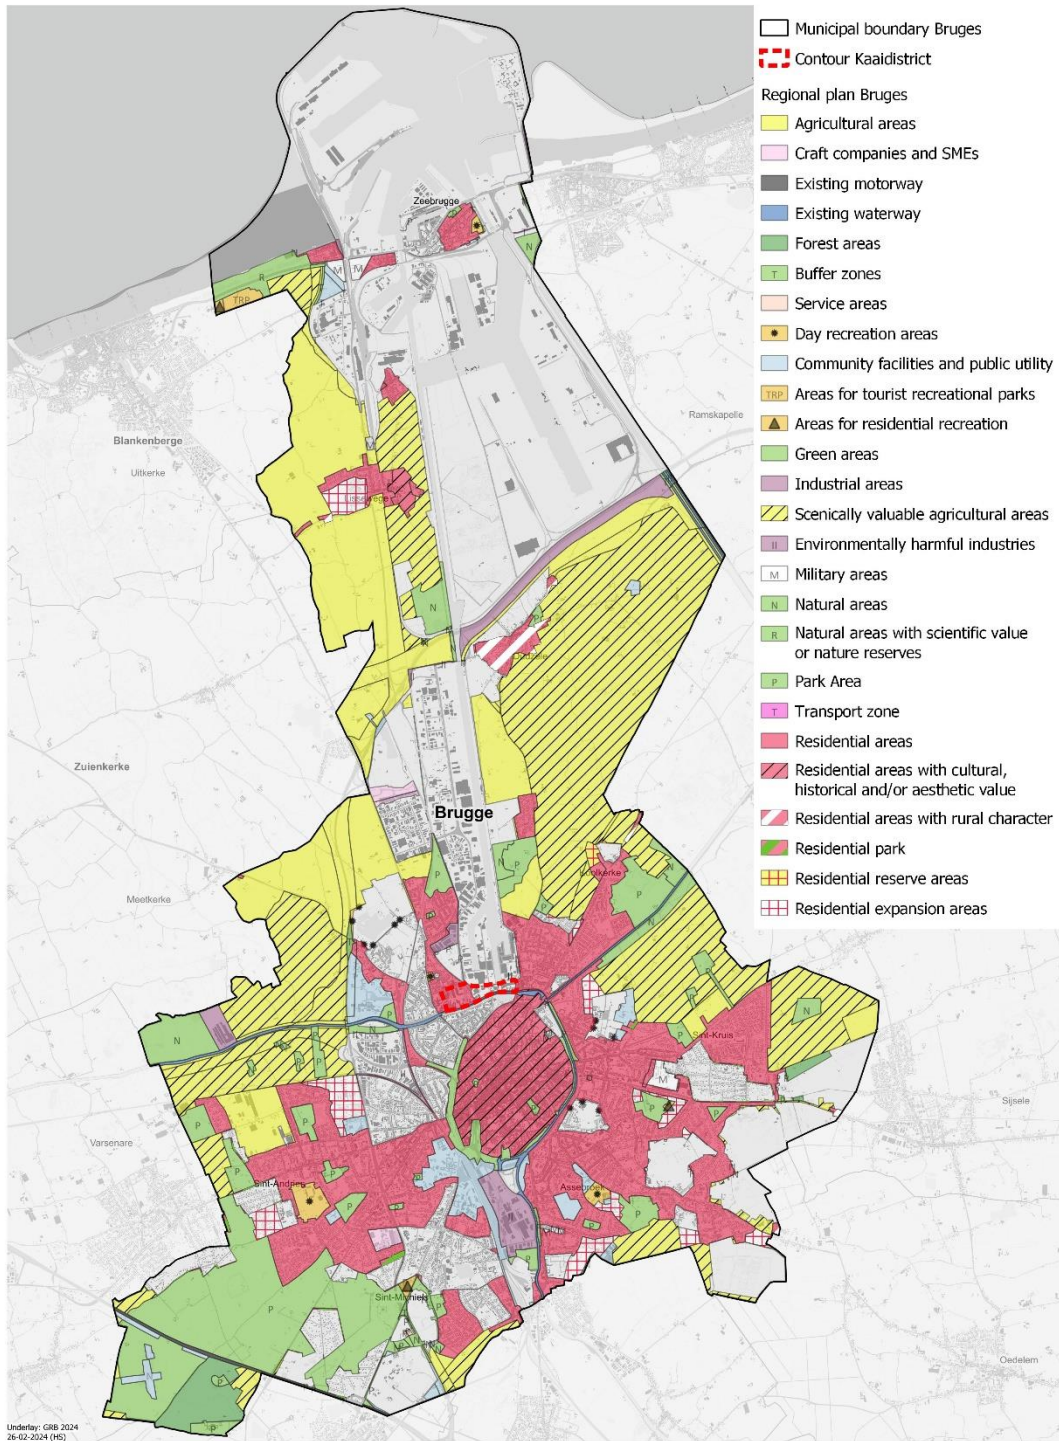 Municipal boundary Bruges
Contour Kaaidistrict
Regional plan Bruges
Agricultural areas
Craft companies and SMEs
Existing motorway
Existing waterway
Forest areas
T Buffer zones
Service areas
Day recreation areas
Community facilities and public utility
TRP Areas for tourist recreational parks
Areas for residential recreation
Green areas
Industrial areas
Scenically valuable agricultural areas
II Environmentally harmful industries
M Military areas
N Natural areas
R Natural areas with scientific value
or nature reserves
P Park Area
T Transport zone
Residential areas
Residential areas with cultural,
historical and/or aesthetic value
Residential areas with rural character
Residential park
Residential reserve areas
Residential expansion areas
Zeebrugge
N
M M
R
TRP
Ramskapelle
Blankenberge
Uitkerke
Lissewege
N
Dudzele
Zuienkerke
Brugge
N P
P
Koolkerke
P
N
Meetkerke
N
N
Sint-Kruis
M
P
P
Sijsele
Varsenare
P
Sint-Andries
P
Assebroek
P
P
P
Sint-Michiels
P
P
Oedelem
P
P
Underlay: GRB 2024
26-02-2024 (HS)